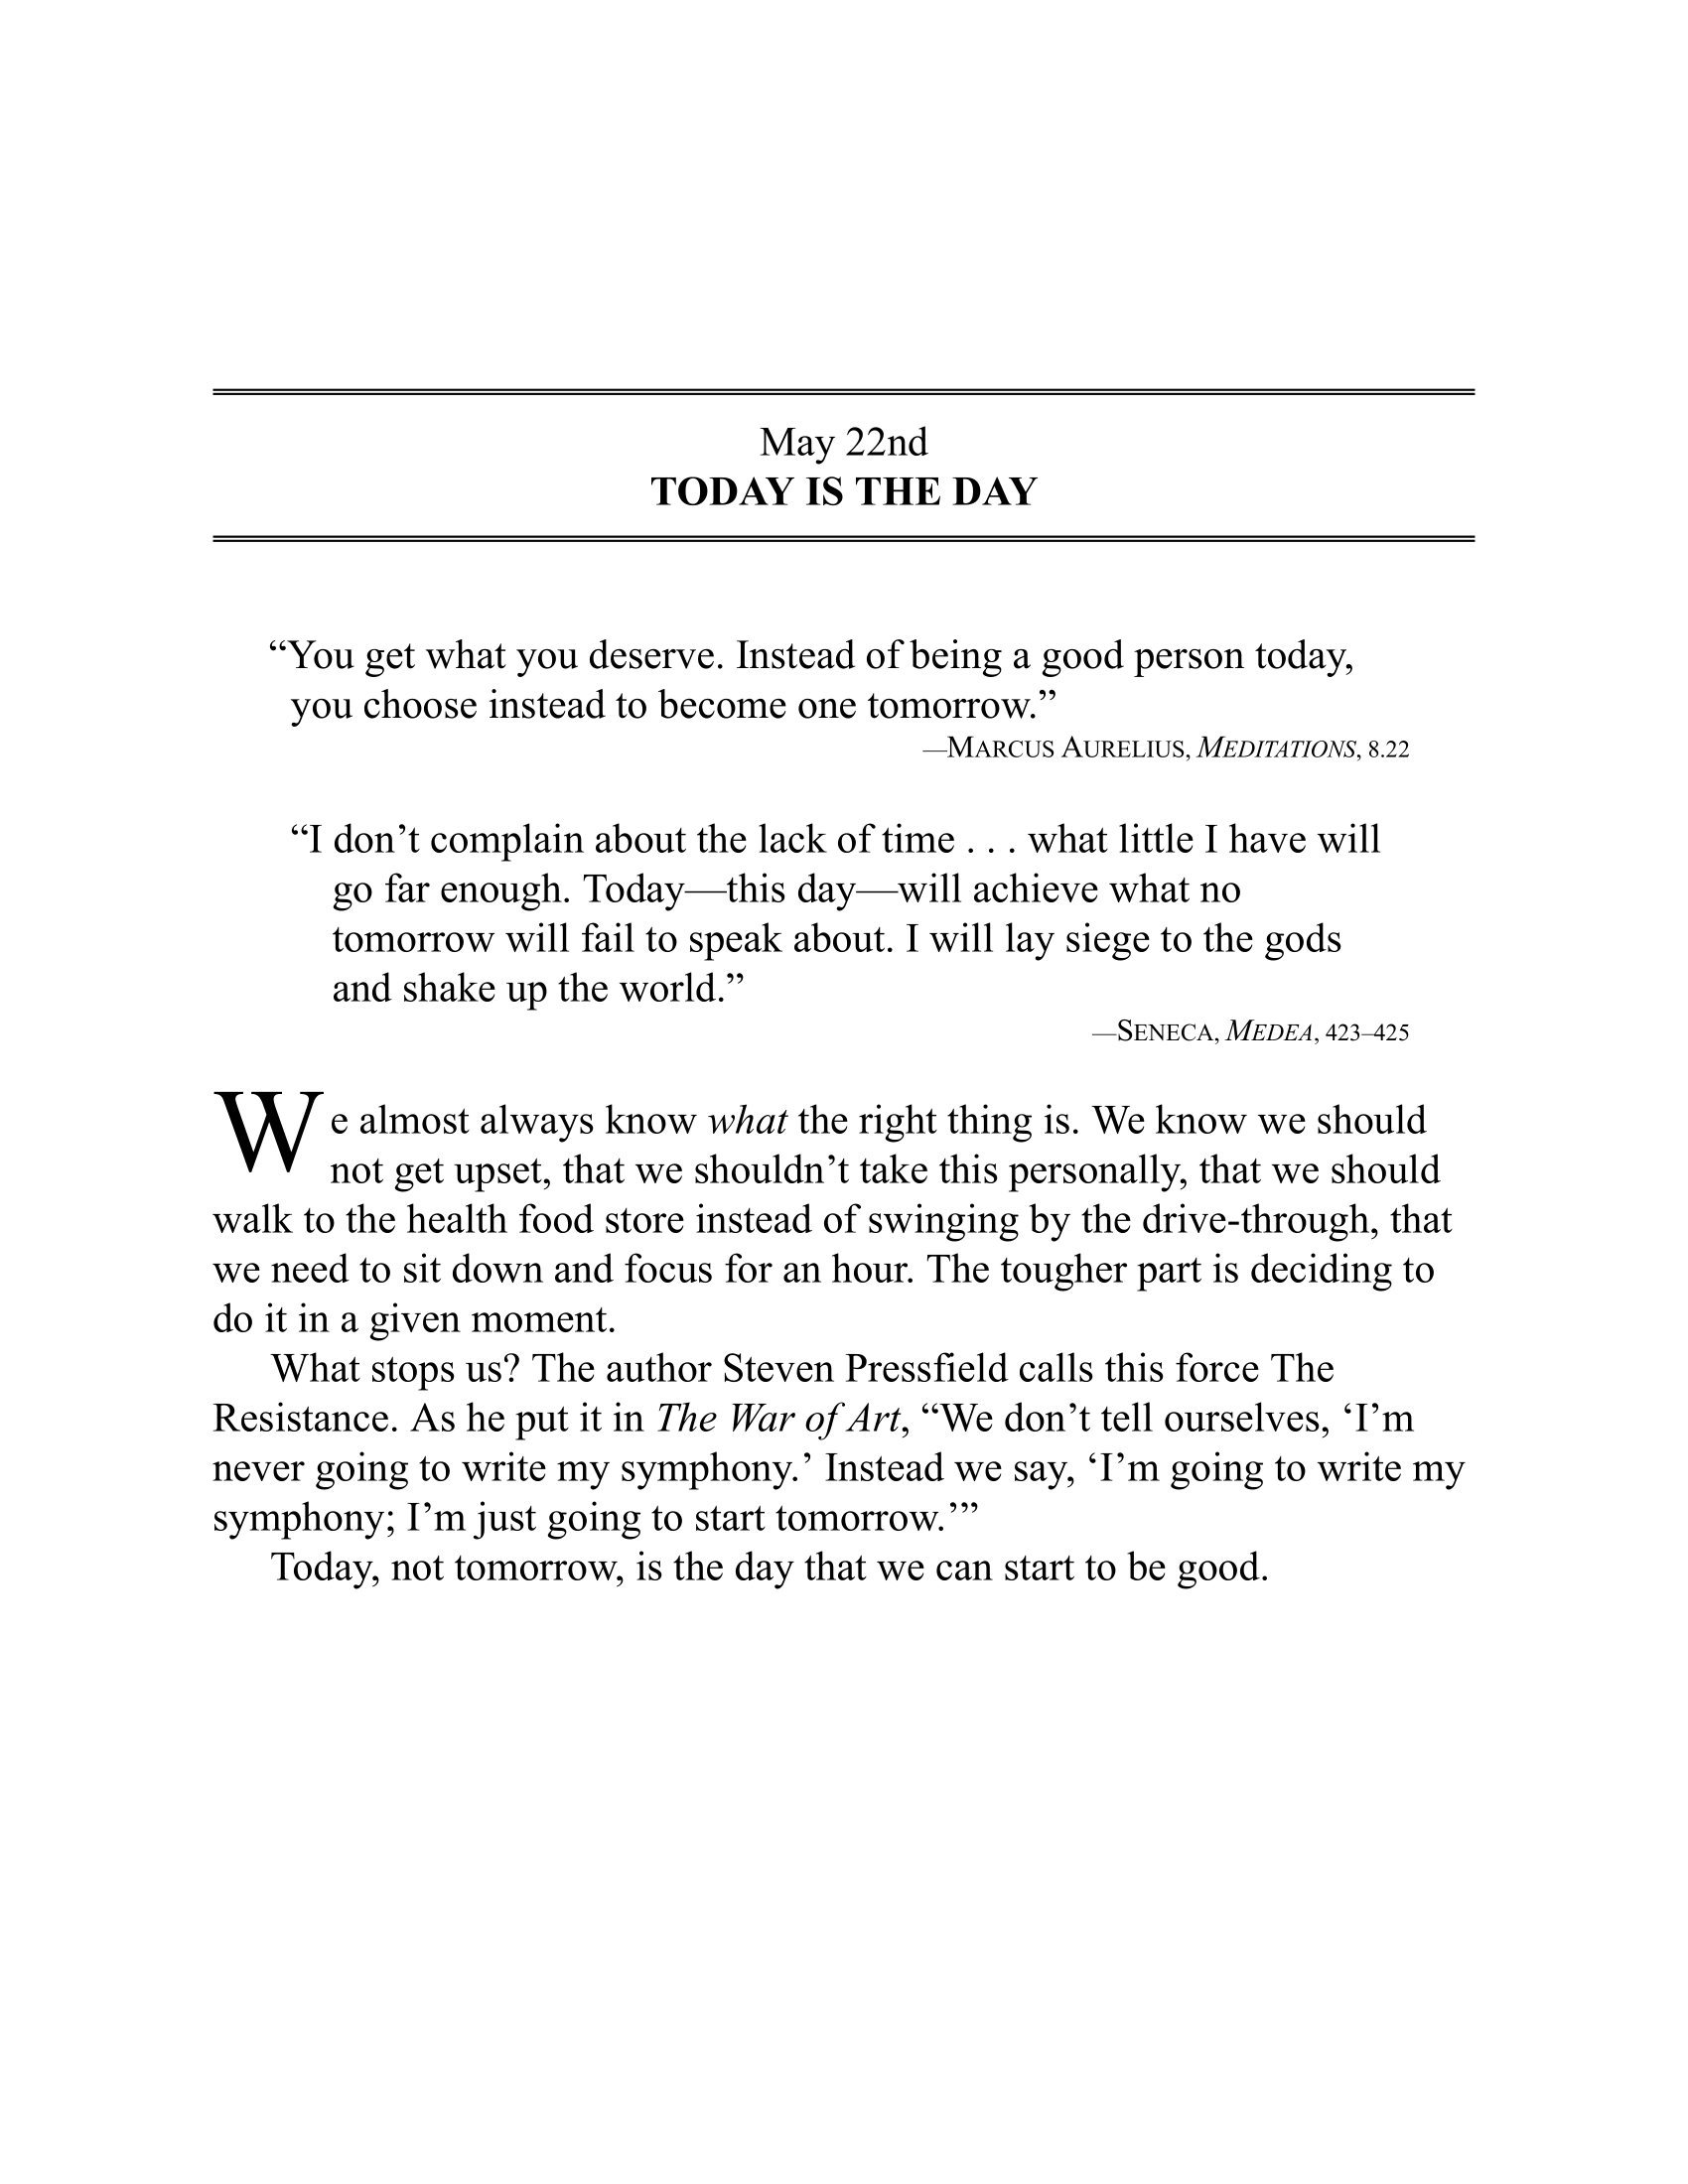 May 22nd
TODAY IS THE DAY
“You get what you deserve. Instead of being a good person today,
you choose instead to become one tomorrow.”
—MARCUS AURELIUS, MEDITATIONS, 8.22
“I don’t complain about the lack of time . . . what little I have will
go far enough. Today—this day—will achieve what no
tomorrow will fail to speak about. I will lay siege to the gods
and shake up the world.”
—SENECA, MEDEA, 423–425
We almost always know what the right thing is. We know we should
not get upset, that we shouldn’t take this personally, that we should
walk to the health food store instead of swinging by the drive-through, that
we need to sit down and focus for an hour. The tougher part is deciding to
do it in a given moment.
What stops us? The author Steven Pressfield calls this force The
Resistance. As he put it in The War of Art, “We don’t tell ourselves, ‘I’m
never going to write my symphony.’ Instead we say, ‘I’m going to write my
symphony; I’m just going to start tomorrow.’”
Today, not tomorrow, is the day that we can start to be good.